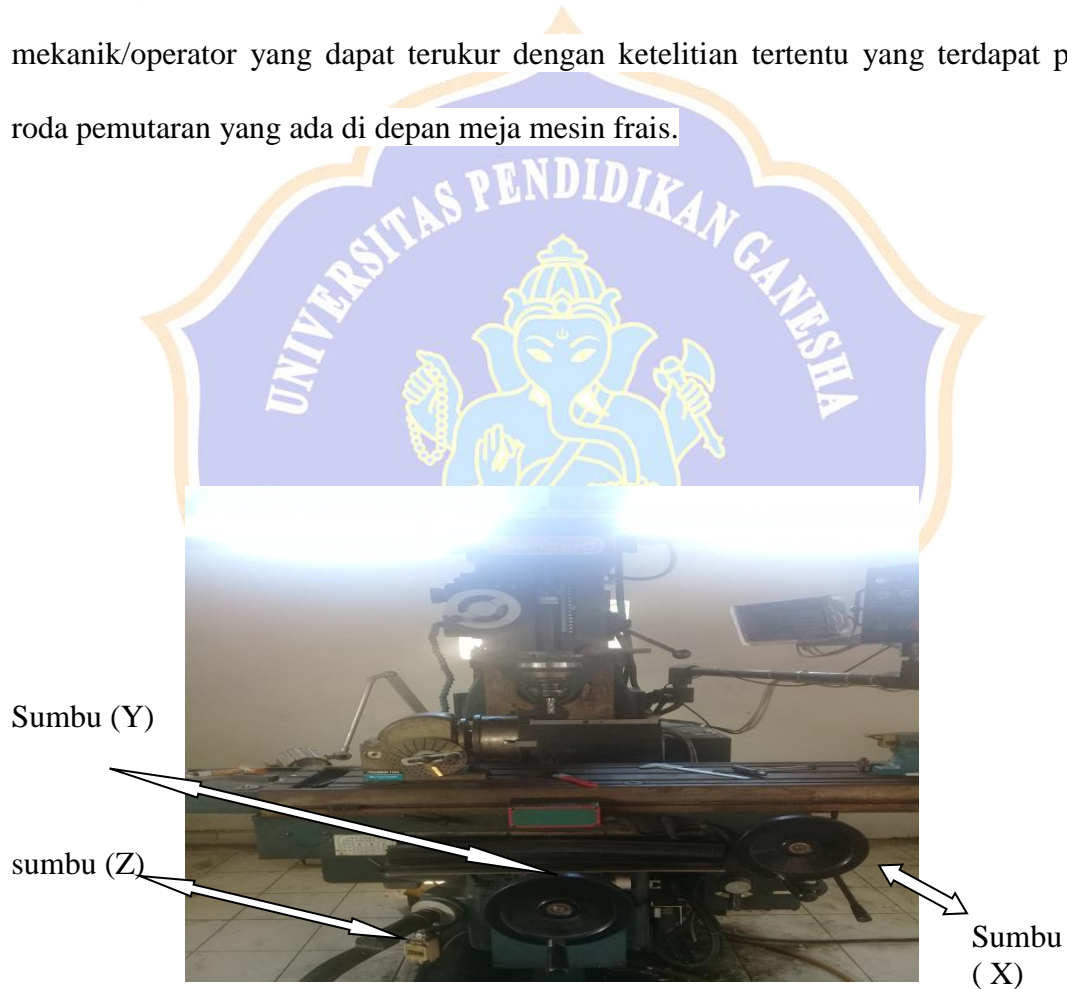 mekanik/operator yang dapat terukur dengan ketelitian tertentu yang terdapat p
roda pemutaran yang ada di depan meja mesin frais.
UNIVERSITAS PENDIDIKAN GANESHA
Sumbu (Y)
sumbu (Z)
Sumbu
( X)